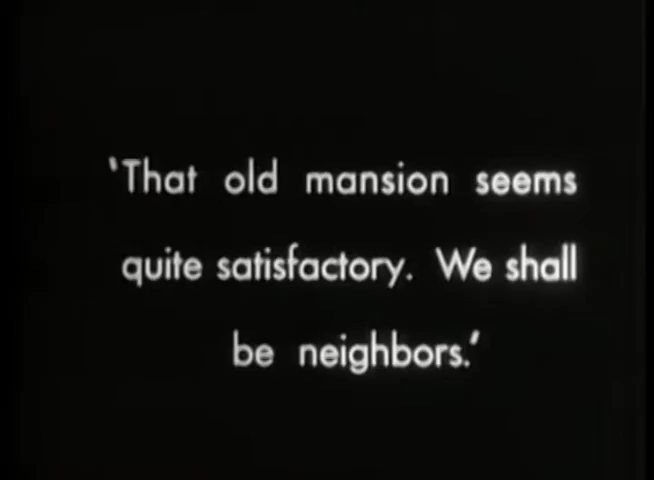 'That old mansion seems
quite satisfactory. We shall
be neighbors.'